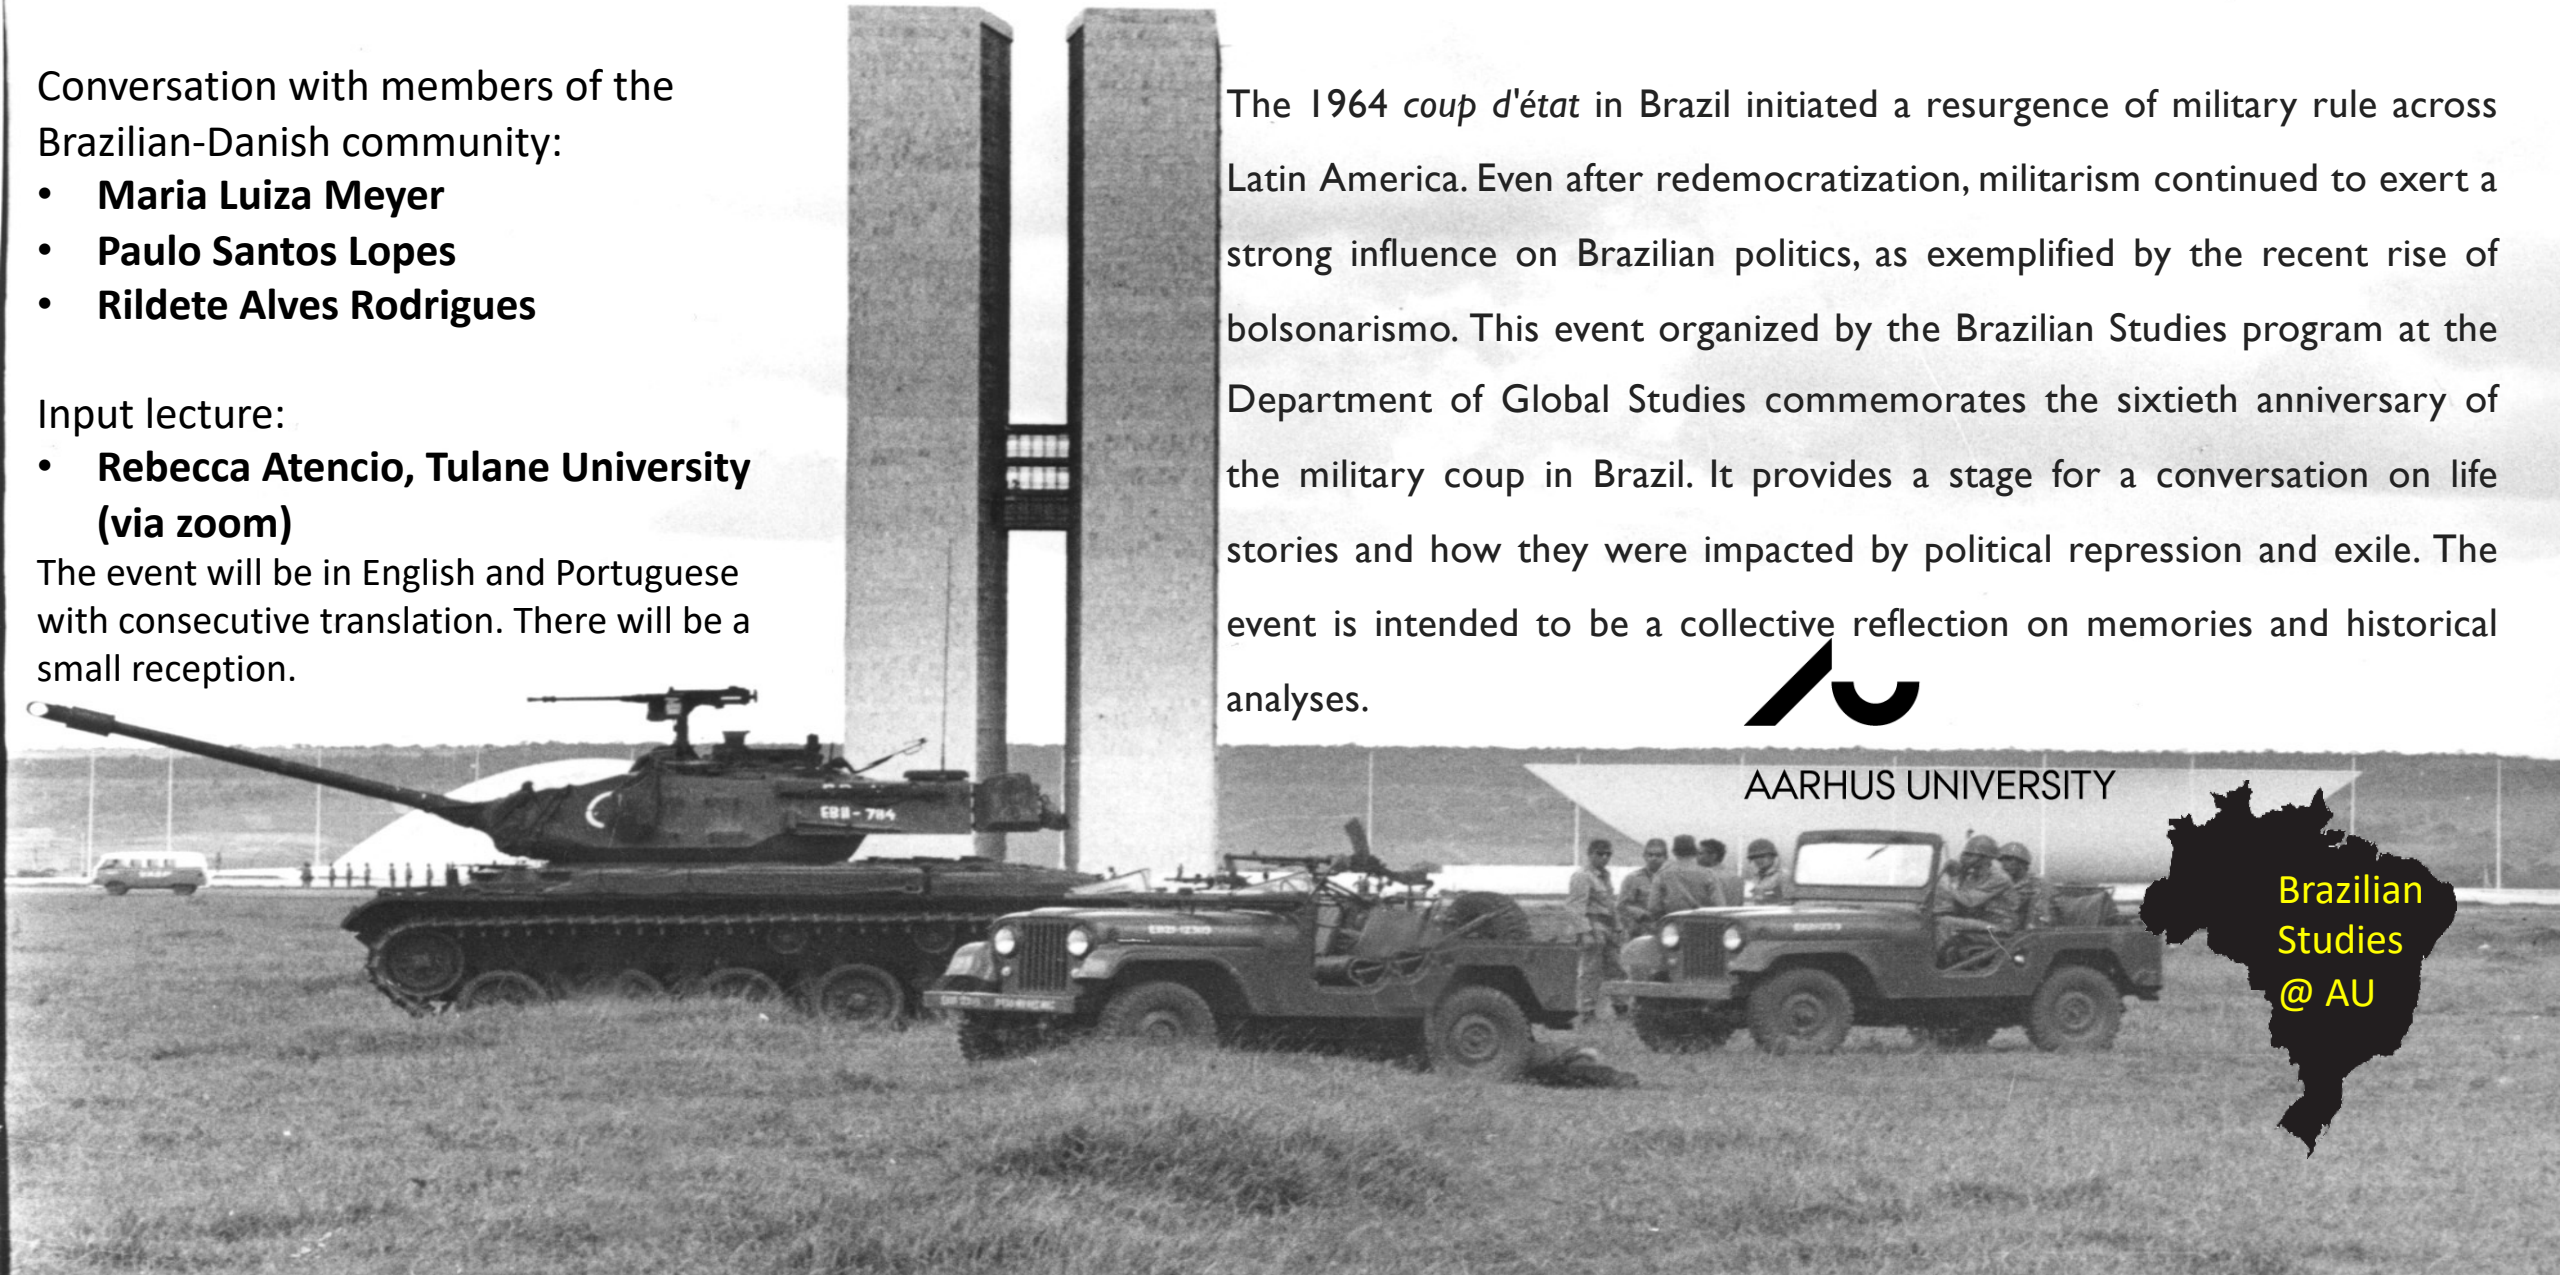 Conversation with members of the
Brazilian-Danish community:
• Maria Luiza Meyer
• Paulo Santos Lopes
• Rildete Alves Rodrigues
Input lecture:
• Rebecca Atencio, Tulane University
(via zoom)
The event will be in English and Portuguese
with consecutive translation. There will be a
small reception.
The 1964 coup d'état in Brazil initiated a resurgence of military rule across
Latin America. Even after redemocratization, militarism continued to exert a
strong influence on Brazilian politics, as exemplified by the recent rise of
bolsonarismo. This event organized by the Brazilian Studies program at the
Department of Global Studies commemorates the sixtieth anniversary of
the military coup in Brazil. It provides a stage for a conversation on life
stories and how they were impacted by political repression and exile. The
event is intended to be a collective reflection on memories and historical
analyses.
AARHUS UNIVERSITY
Brazilian
Studies
@ AU